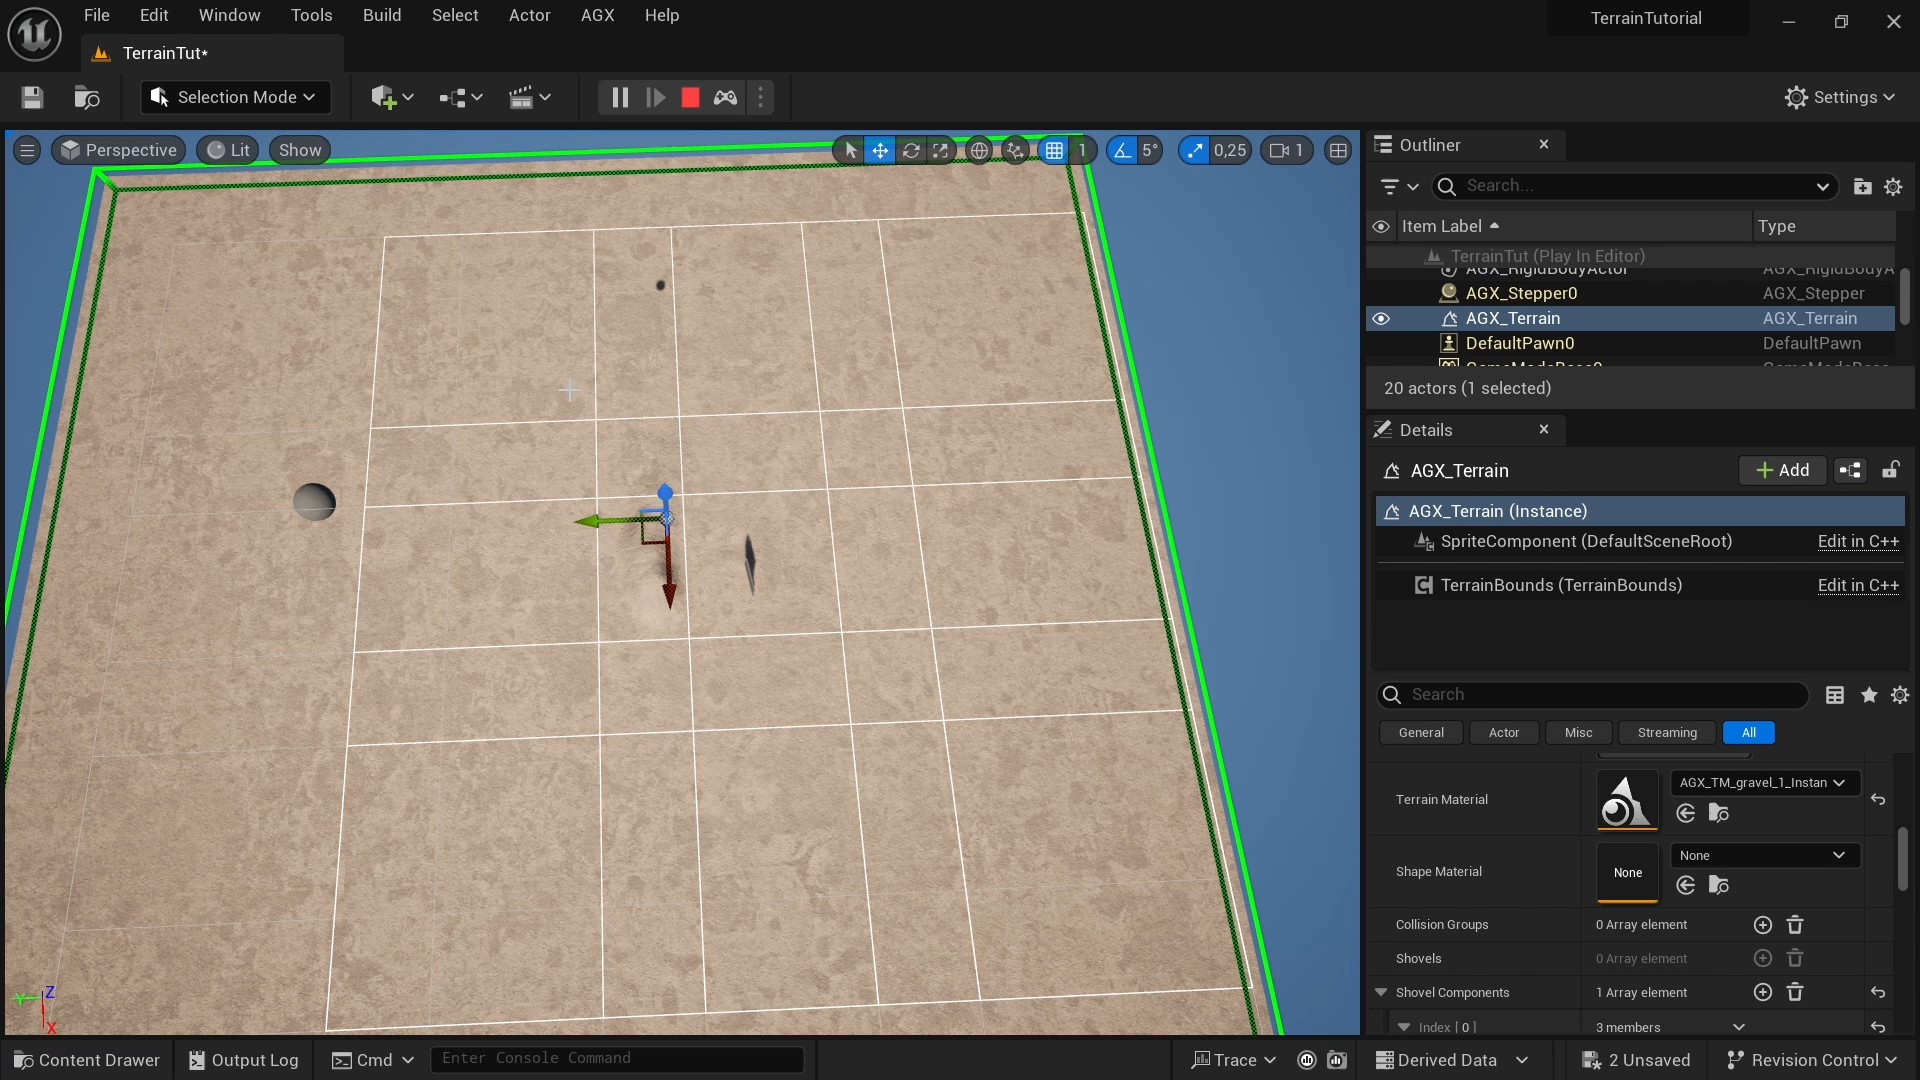 File Edit Window Tools Build Select Actor AGX Help
TerrainTutorial
TerrainTut*
Selection Mode
Settings
Perspective
Lit
Show
1
5°
0,25
1
Outliner
Search...
Item Label
Type
TerrainTut (Play In Editor)
AGX_RigidBodyActor AGX_RigidBodyA
AGX_Stepper0 AGX_Stepper
AGX_Terrain AGX_Terrain
DefaultPawn0 DefaultPawn
GameModeBase0 GameModeBase
20 actors (1 selected)
Details
AGX_Terrain
Add
AGX_Terrain (Instance)
SpriteComponent (DefaultSceneRoot) Edit in C++
TerrainBounds (TerrainBounds) Edit in C++
Search
General Actor Misc Streaming All
Terrain Material
AGX_TM_gravel_1_Instan
Shape Material
None
None
Collision Groups 0 Array element
Shovels 0 Array element
Shovel Components 1 Array element
Index [ 0 ] 3 members
Y
Z
X
Content Drawer
Output Log
Cmd
Enter Console Command
Trace
Derived Data
2 Unsaved
Revision Control